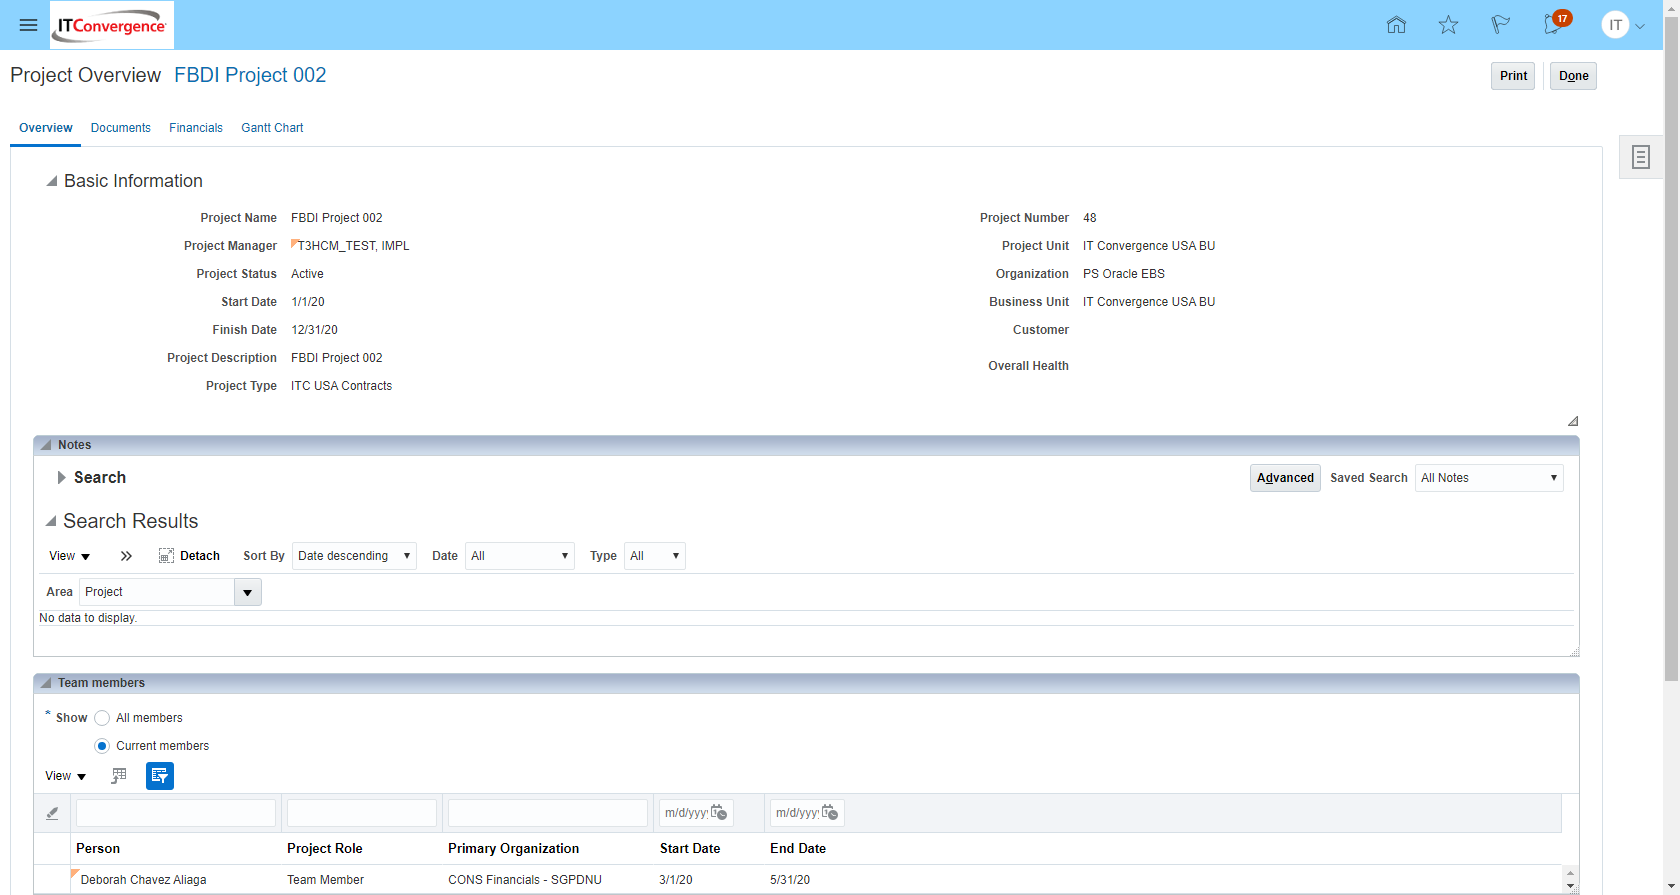 ITConvergence
17
IT
Project Overview FBDI Project 002
Print
Done
Overview Documents Financials Gantt Chart
Basic Information
Project Name FBDI Project 002
Project Manager T3HCM_TEST, IMPL
Project Status Active
Start Date 1/1/20
Finish Date 12/31/20
Project Description FBDI Project 002
Project Type ITC USA Contracts
Project Number 48
Project Unit IT Convergence USA BU
Organization PS Oracle EBS
Business Unit IT Convergence USA BU
Customer
Overall Health
Notes
Search
Advanced Saved Search All Notes
Search Results
View Detach Sort By Date descending Date All Type All
Area Project
No data to display.
Team members
* Show All members
Current members
View
m/d/yyy m/d/yyy
Person Project Role Primary Organization Start Date End Date
Deborah Chavez Aliaga Team Member CONS Financials - SGPDNU 3/1/20 5/31/20